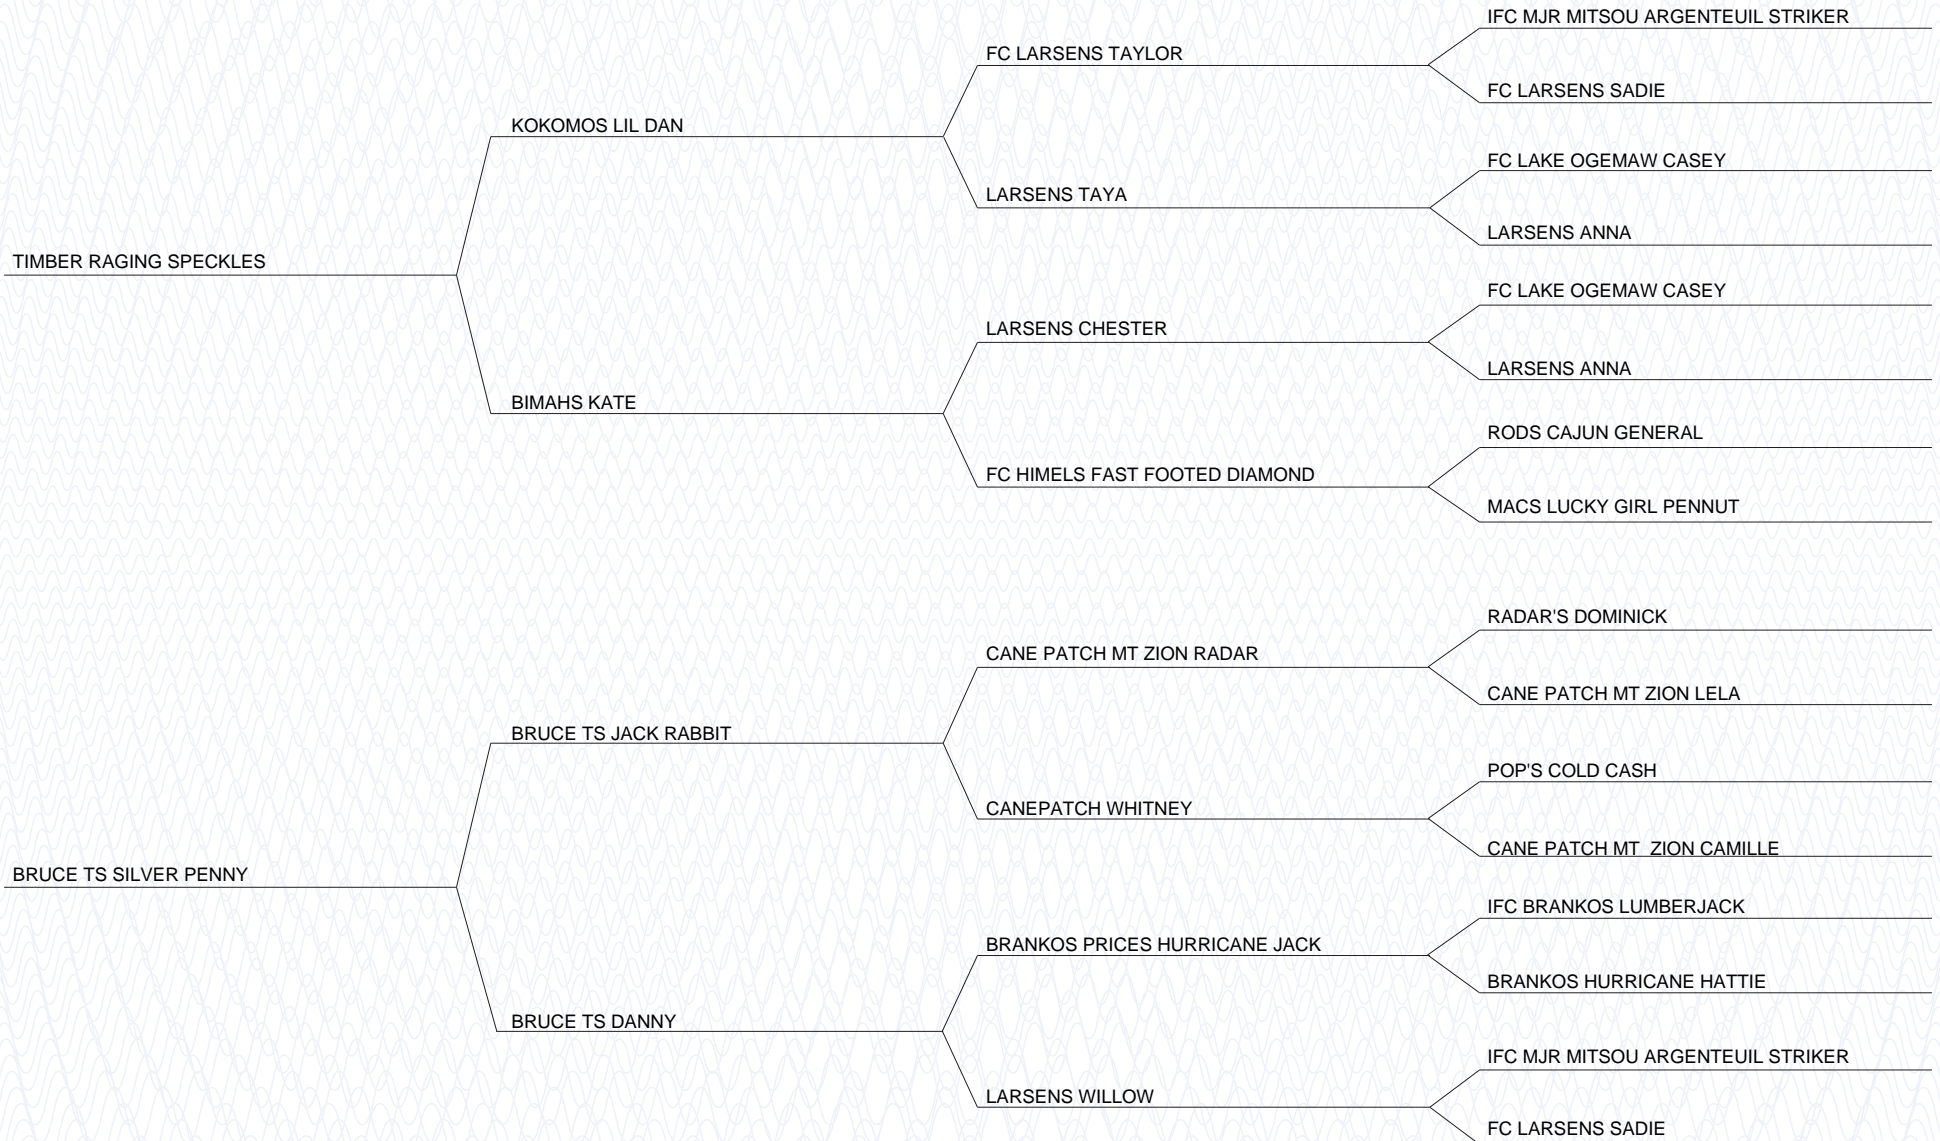 IFC MJR MITSOU ARGENTEUIL STRIKER
FC LARSENS TAYLOR
FC LARSENS SADIE
KOKOMOS LIL DAN
FC LAKE OGEMAW CASEY
LARSENS TAYA
LARSENS ANNA
TIMBER RAGING SPECKLES
FC LAKE OGEMAW CASEY
LARSENS CHESTER
LARSENS ANNA
BIMAHS KATE
RODS CAJUN GENERAL
FC HIMELS FAST FOOTED DIAMOND
MACS LUCKY GIRL PENNUT
RADAR'S DOMINICK
CANE PATCH MT ZION RADAR
CANE PATCH MT ZION LELA
BRUCE TS JACK RABBIT
POP'S COLD CASH
CANEPATCH WHITNEY
CANE PATCH MT  ZION CAMILLE
BRUCE TS SILVER PENNY
IFC BRANKOS LUMBERJACK
BRANKOS PRICES HURRICANE JACK
BRANKOS HURRICANE HATTIE
BRUCE TS DANNY
IFC MJR MITSOU ARGENTEUIL STRIKER
LARSENS WILLOW
FC LARSENS SADIE